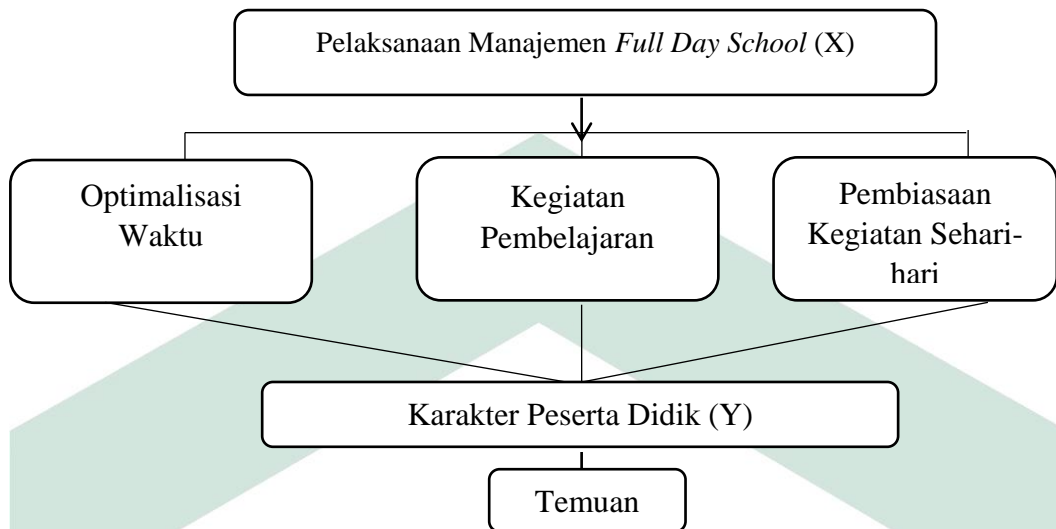 Pelaksanaan Manajemen Full Day School (X)
Optimalisasi
Waktu
Kegiatan
Pembelajaran
Pembiasaan
Kegiatan Sehari-
hari
Karakter Peserta Didik (Y)
Temuan